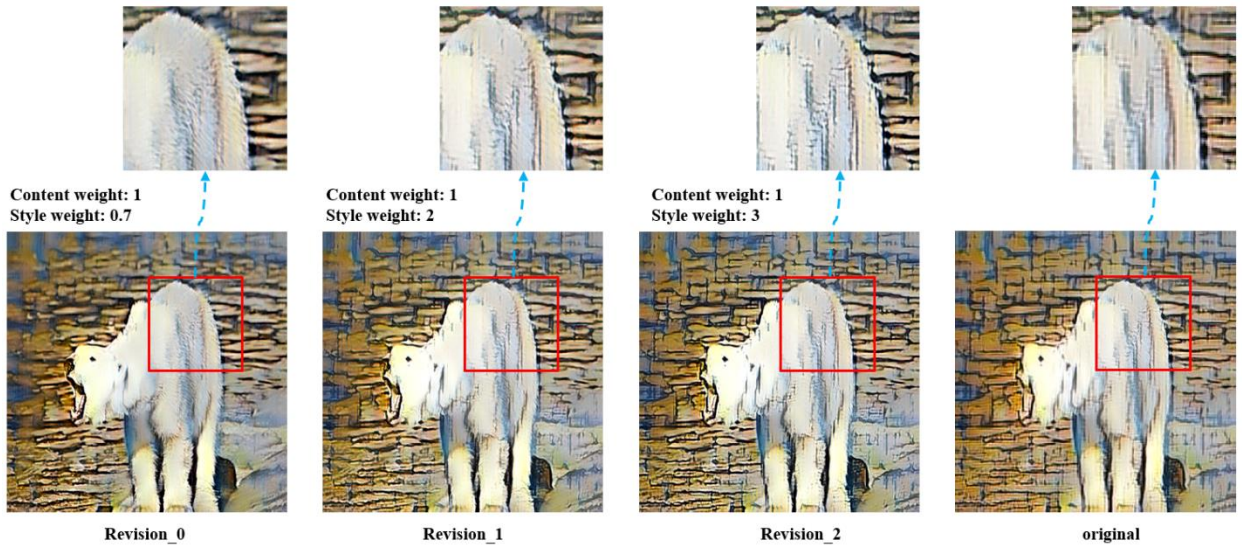 Content weight: 1
Style weight: 0.7
Content weight: 1
Style weight: 2
Content weight: 1
Style weight: 3
Revision_0
Revision_1
Revision_2
original